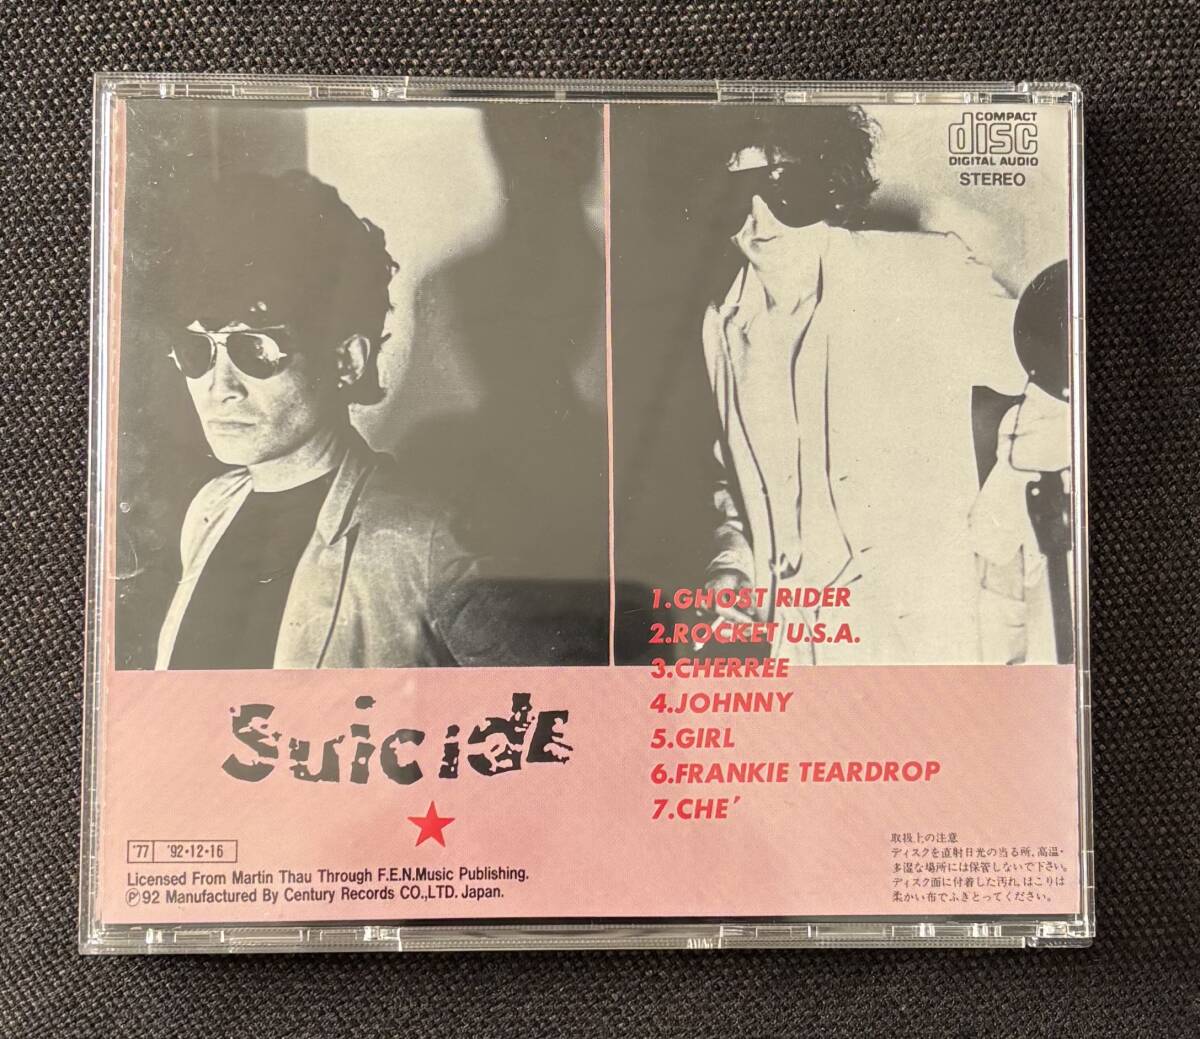 COMPACT
disc
DIGITAL AUDIO
STEREO
1.GHOST RIDER
2.ROCKET U.S.A.
3.CHERREE
4.JOHNNY
5.GIRL
6.FRANKIE TEARDROP
7.CHE'
Suicide
'77 '92・12・16
Licensed From Martin Thau Through F.E.N.Music Publishing.
Ⓟ92 Manufactured By Century Records CO.,LTD. Japan.
取扱上の注意
ディスクを直射日光の当る所、高温・
多湿な場所には保管しないで下さい。
ディスク面に付着した汚れ、ほこりは
柔かい布でふきとってください。